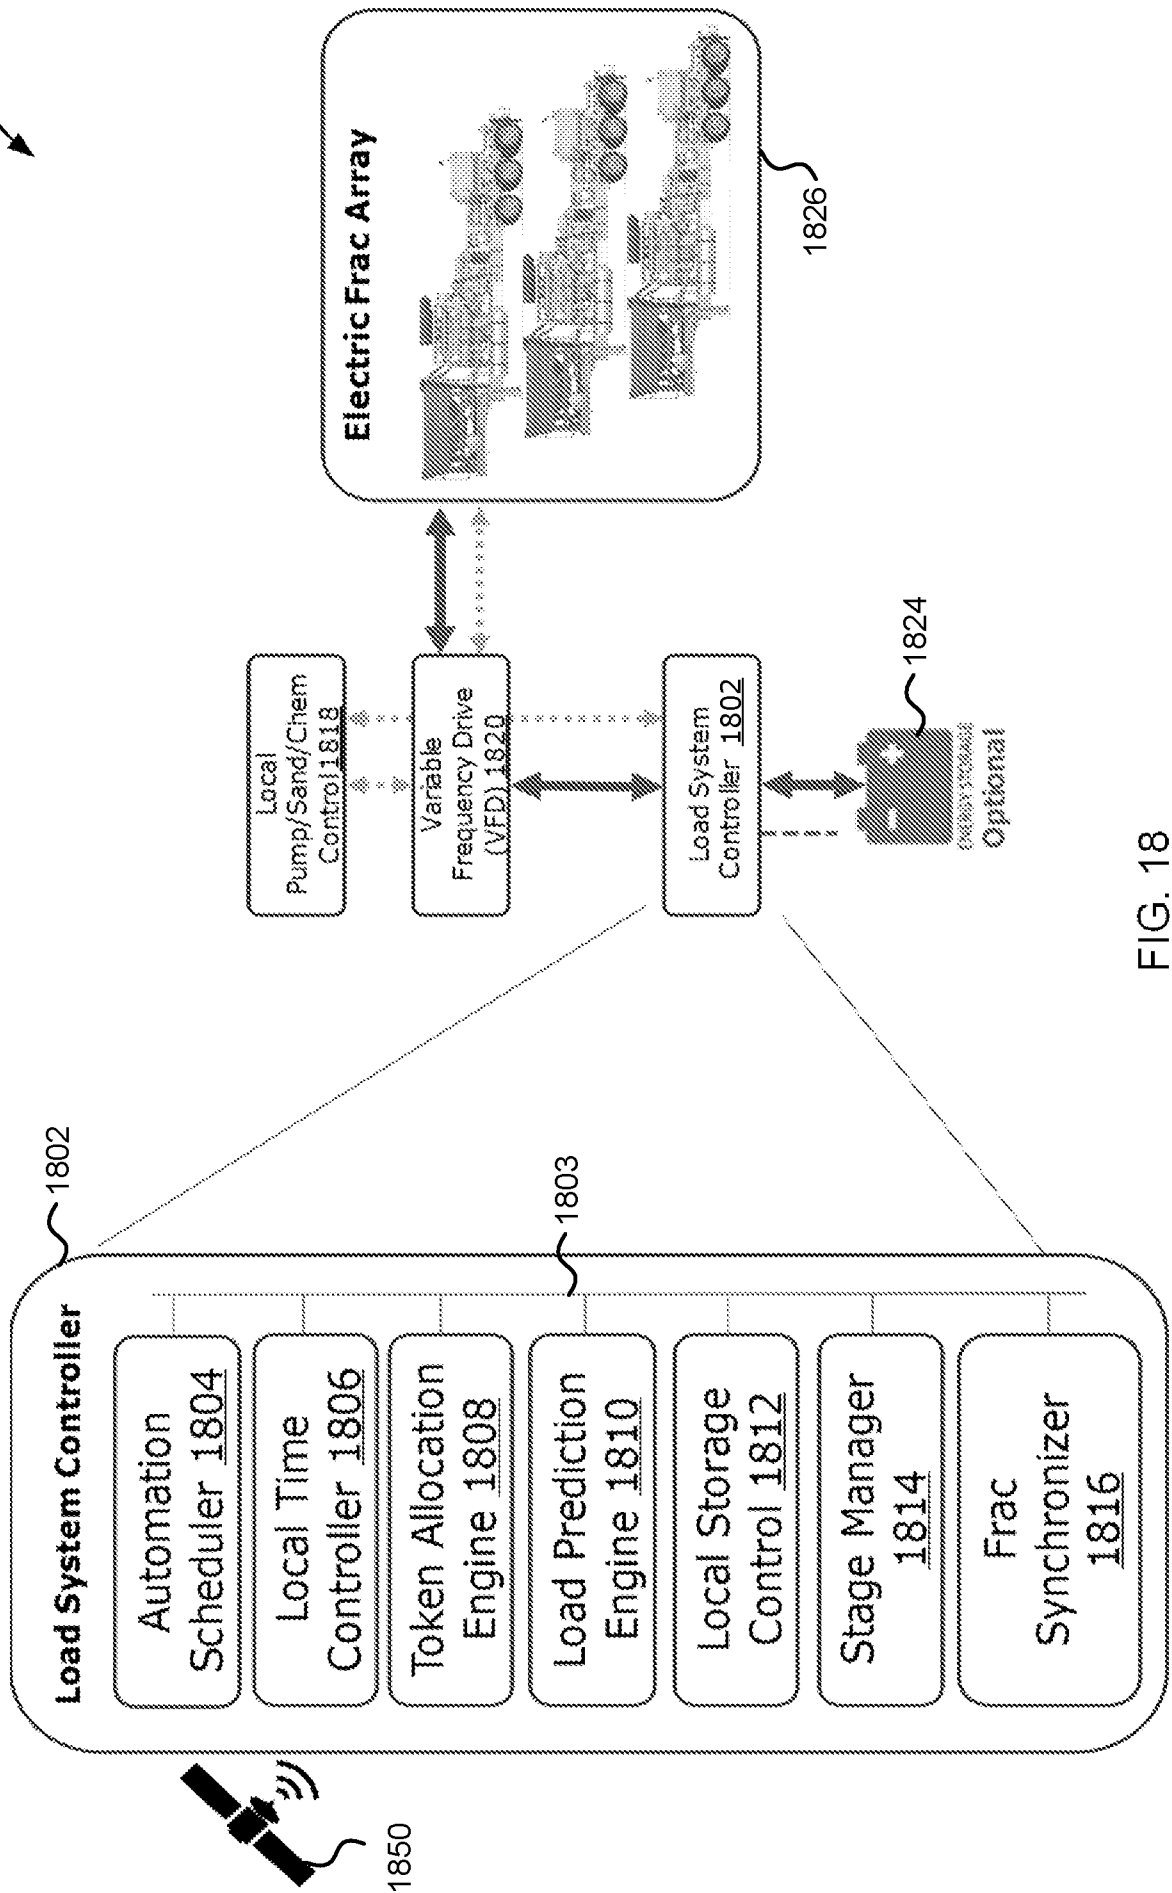 Load System Controller
1802
Automation
Scheduler 1804
Local Time
Controller 1806
Token Allocation
Engine 1808
Load Prediction
Engine 1810
Local Storage
Control 1812
Stage Manager
1814
Frac
Synchronizer
1816
1803
1850
Local
Pump/Sand/Chem
Control1818
Variable
Frequency Drive
(VFD) 1820
Load System
Controller 1802
1824
Optional
Electric Frac Array
1826
FIG. 18